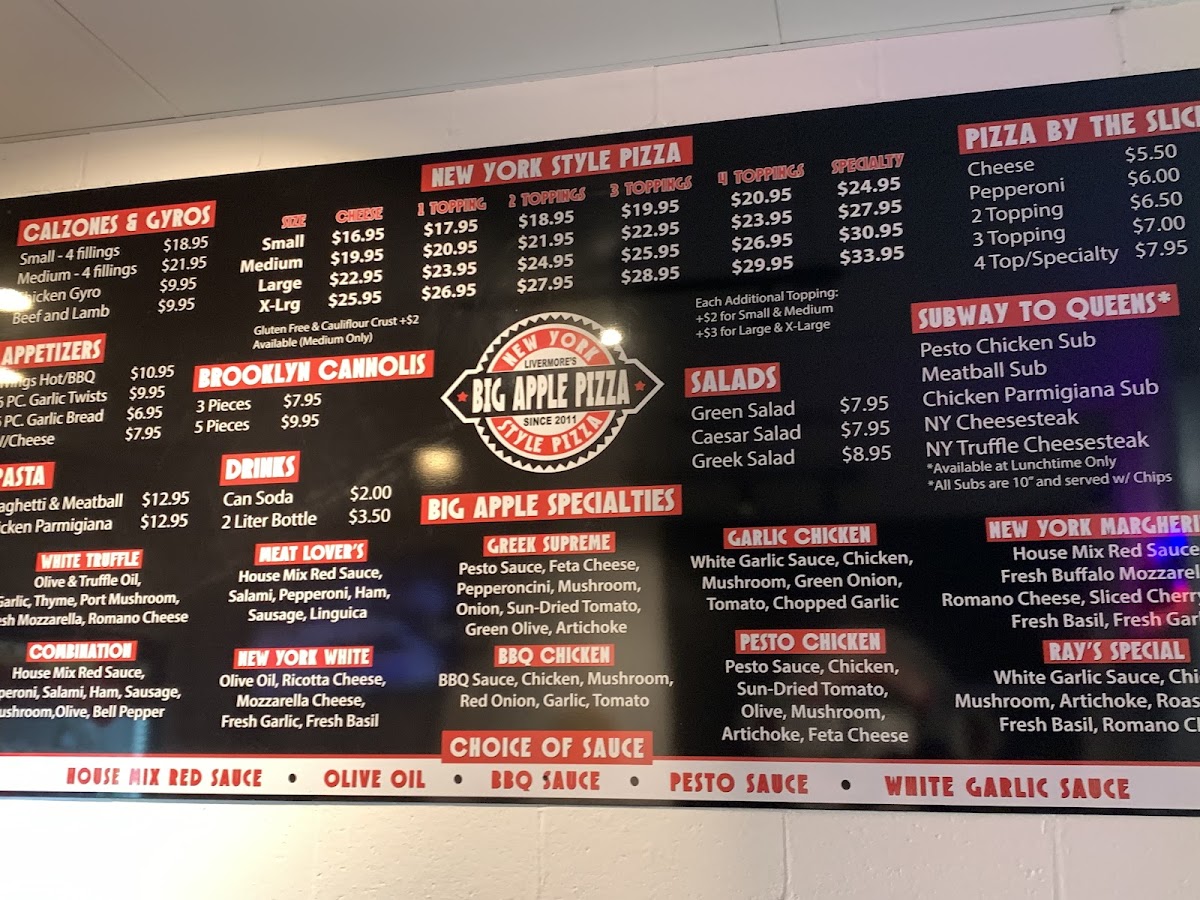 CALZONES & GYROS
Small - 4 fillings $18.95
Medium - 4 fillings $21.95
Chicken Gyro $9.95
Beef and Lamb $9.95
APPETIZERS
Wings Hot/BBQ $10.95
PC. Garlic Twists $9.95
PC. Garlic Bread $6.95
W/Cheese $7.95
PASTA
Spaghetti & Meatball $12.95
Chicken Parmigiana $12.95
NEW YORK STYLE PIZZA
SIZE CHEESE 1 TOPPING 2 TOPPINGS 3 TOPPINGS 4 TOPPINGS SPECIALTY
Small $16.95 $17.95 $18.95 $19.95 $20.95 $24.95
Medium $19.95 $20.95 $21.95 $22.95 $23.95 $27.95
Large $22.95 $23.95 $24.95 $25.95 $26.95 $30.95
X-Lrg $25.95 $26.95 $27.95 $28.95 $29.95 $33.95
Gluten Free & Cauliflour Crust +$2
Available (Medium Only)
Each Additional Topping:
+$2 for Small & Medium
+$3 for Large & X-Large
BROOKLYN CANNOLIS
3 Pieces $7.95
5 Pieces $9.95
DRINKS
Can Soda $2.00
2 Liter Bottle $3.50
NEW YORK
LIVERMORE'S
BIG APPLE PIZZA
SINCE 2011
STYLE PIZZA
SALADS
Green Salad $7.95
Caesar Salad $7.95
Greek Salad $8.95
PIZZA BY THE SLIC
Cheese $5.50
Pepperoni $6.00
2 Topping $6.50
3 Topping $7.00
4 Top/Specialty $7.95
SUBWAY TO QUEENS*
Pesto Chicken Sub
Meatball Sub
Chicken Parmigiana Sub
NY Cheesesteak
NY Truffle Cheesesteak
*Available at Lunchtime Only
*All Subs are 10" and served w/ Chips
BIG APPLE SPECIALTIES
WHITE TRUFFLE
Olive & Truffle Oil,
Garlic, Thyme, Port Mushroom,
Fresh Mozzarella, Romano Cheese
COMBINATION
House Mix Red Sauce,
Pepperoni, Salami, Ham, Sausage,
Mushroom,Olive, Bell Pepper
MEAT LOVER'S
House Mix Red Sauce,
Salami, Pepperoni, Ham,
Sausage, Linguica
NEW YORK WHITE
Olive Oil, Ricotta Cheese,
Mozzarella Cheese,
Fresh Garlic, Fresh Basil
GREEK SUPREME
Pesto Sauce, Feta Cheese,
Pepperoncini, Mushroom,
Onion, Sun-Dried Tomato,
Green Olive, Artichoke
BBQ CHICKEN
BBQ Sauce, Chicken, Mushroom,
Red Onion, Garlic, Tomato
GARLIC CHICKEN
White Garlic Sauce, Chicken,
Mushroom, Green Onion,
Tomato, Chopped Garlic
PESTO CHICKEN
Pesto Sauce, Chicken,
Sun-Dried Tomato,
Olive, Mushroom,
Artichoke, Feta Cheese
NEW YORK MARGHER
House Mix Red Sauce
Fresh Buffalo Mozzarel
Romano Cheese, Sliced Cherry
Fresh Basil, Fresh Gar
RAY'S SPECIAL
White Garlic Sauce, Chi
Mushroom, Artichoke, Roas
Fresh Basil, Romano Ch
CHOICE OF SAUCE
HOUSE MIX RED SAUCE • OLIVE OIL • BBQ SAUCE • PESTO SAUCE • WHITE GARLIC SAUCE